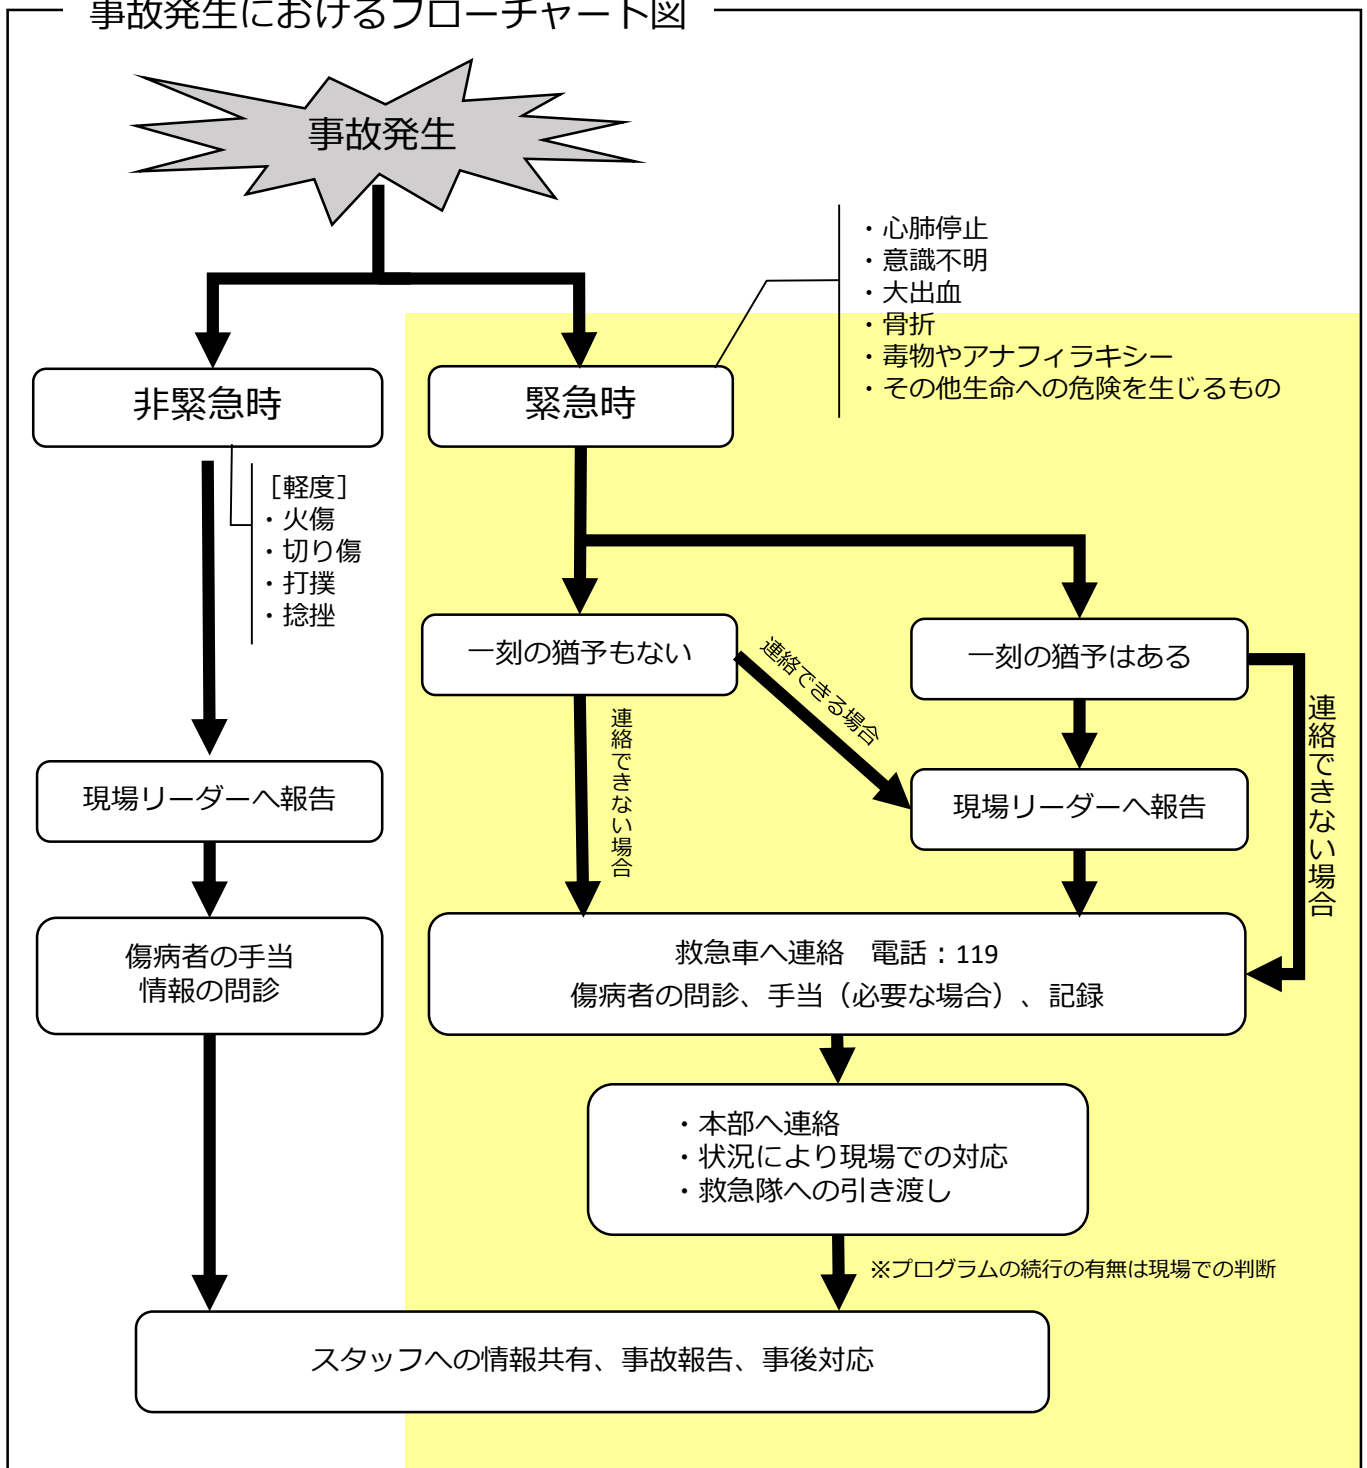 事故発生におけるフローチャート図
事故発生
・心肺停止
・意識不明
・大出血
・骨折
・毒物やアナフィラキシー
・その他生命への危険を生じるもの
非緊急時
緊急時
［軽度］
・火傷
・切り傷
・打撲
・捻挫
一刻の猶予もない
連絡できる場合
一刻の猶予はある
連絡できない場合
連絡できない場合
現場リーダーへ報告
現場リーダーへ報告
傷病者の手当
情報の問診
救急車へ連絡　電話：119
傷病者の問診、手当（必要な場合）、記録
・本部へ連絡
・状況により現場での対応
・救急隊への引き渡し
※プログラムの続行の有無は現場での判断
スタッフへの情報共有、事故報告、事後対応